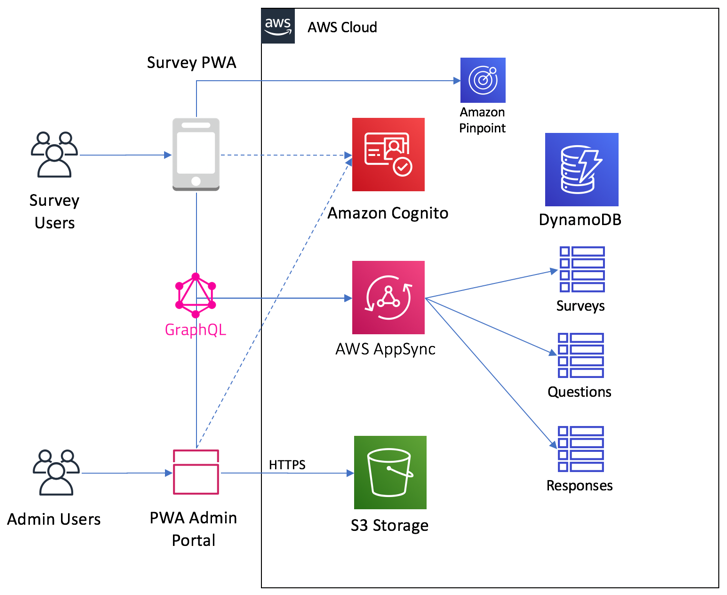 aws
AWS Cloud
Survey PWA
Amazon
Pinpoint
Survey
Users
Amazon Cognito
DynamoDB
Surveys
GraphQL
AWS AppSync
Questions
Responses
HTTPS
Admin Users
PWA Admin
Portal
S3 Storage